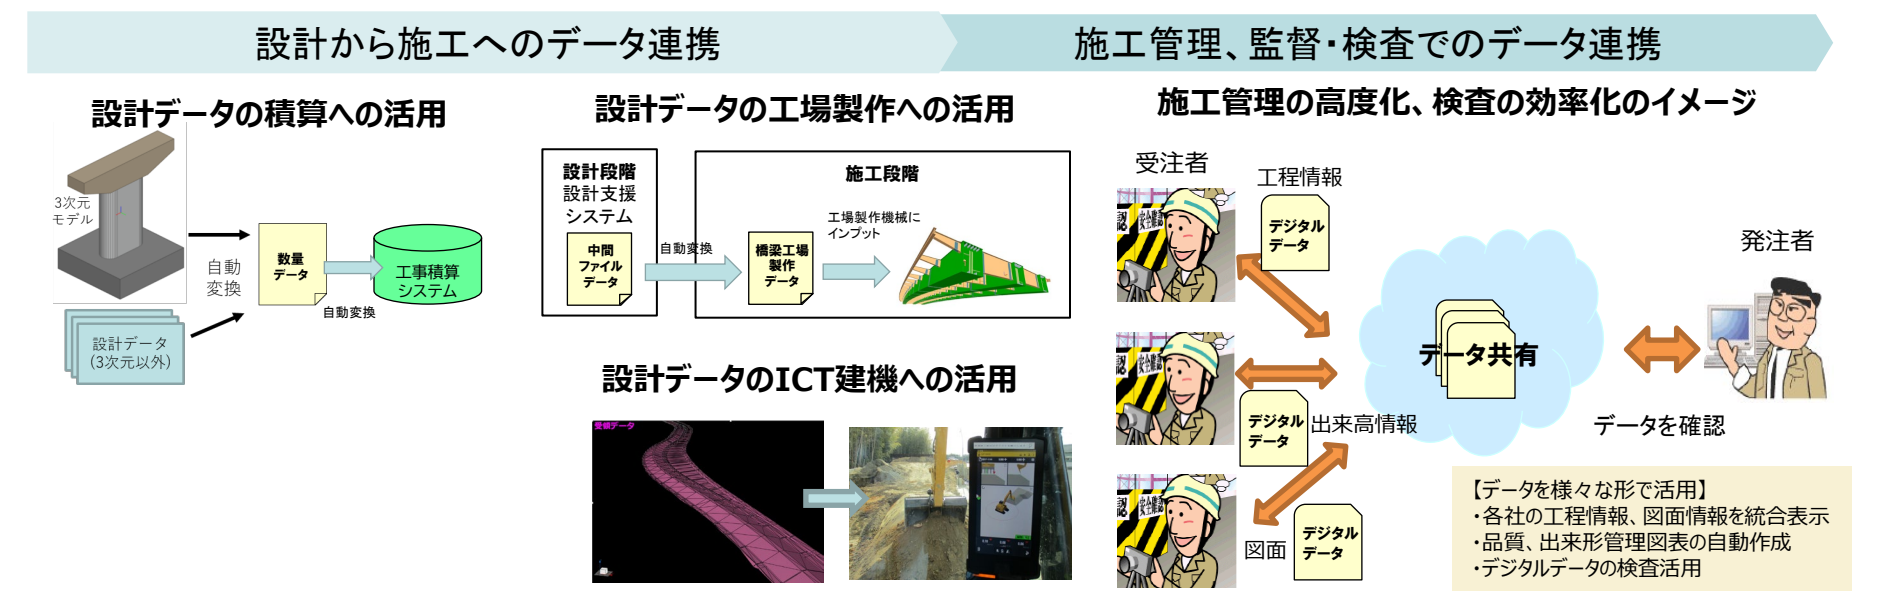 設計から施工へのデータ連携
施工管理、監督・検査でのデータ連携
設計データの積算への活用
3次元
モデル
自動
変換
数量
データ
自動変換
工事積算
システム
設計データ
(3次元以外)
設計データの工場製作への活用
設計段階
設計支援
システム
中間
ファイル
データ
自動変換
施工段階
橋梁工場
製作
データ
工場製作機械に
インプット
設計データのICT建機への活用
受領データ
施工管理の高度化、検査の効率化のイメージ
受注者
工程情報
デジタル
データ
デジタル
データ
出来高情報
図面
デジタル
データ
データ共有
発注者
データを確認
【データを様々な形で活用】
・各社の工程情報、図面情報を統合表示
・品質、出来形管理図表の自動作成
・デジタルデータの検査活用